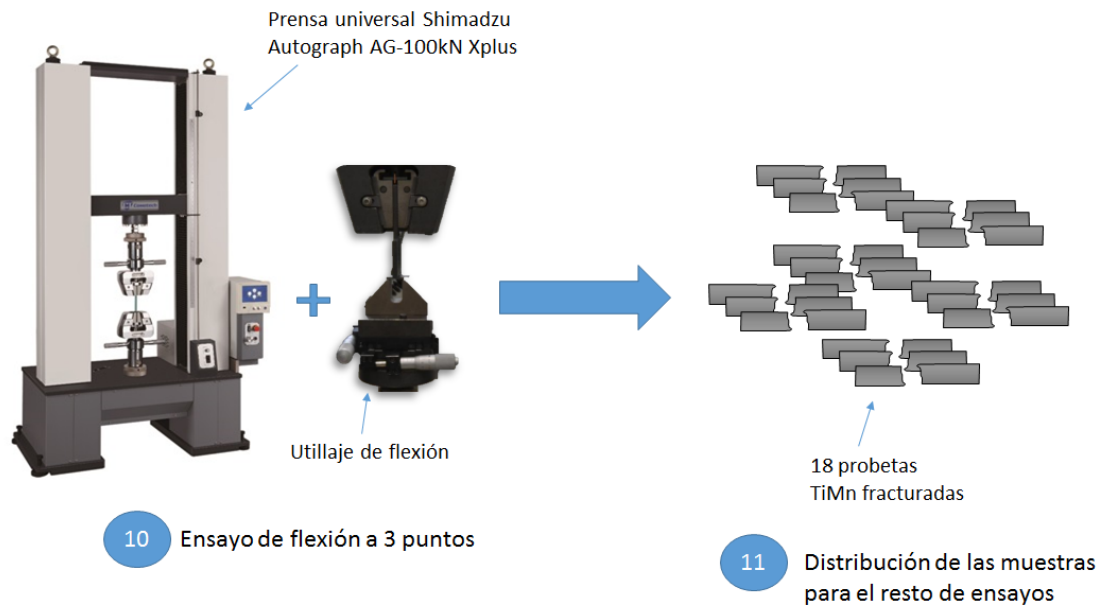 Prensa universal Shimadzu
Autograph AG-100kN Xplus
Utillaje de flexión
18 probetas
TiMn fracturadas
10 Ensayo de flexión a 3 puntos
11 Distribución de las muestras
para el resto de ensayos